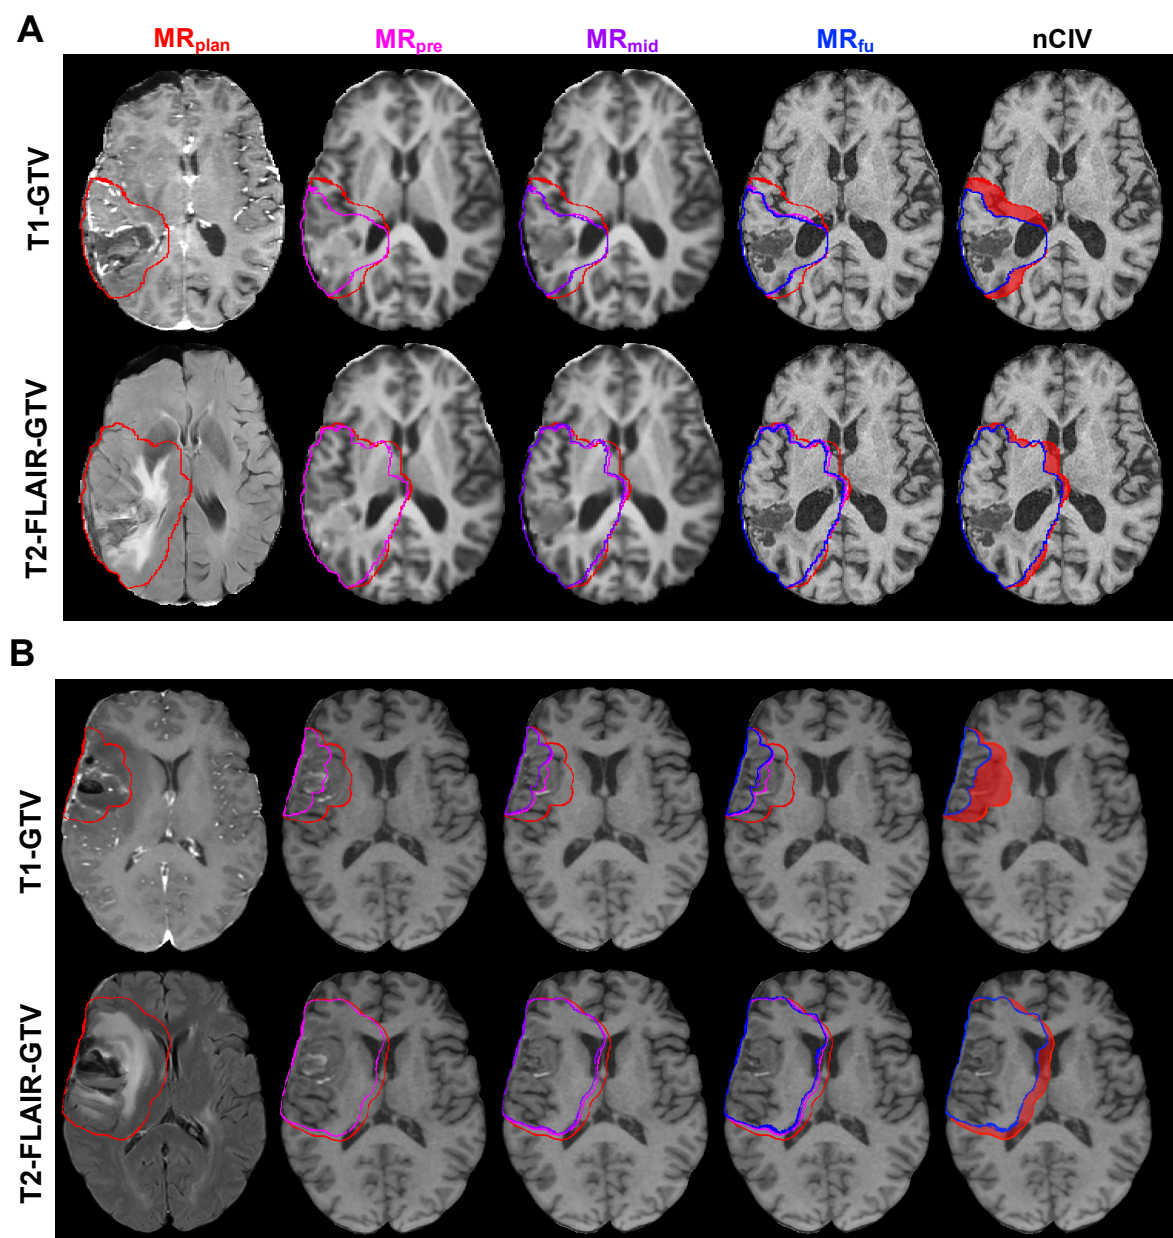 A
MRplan MRpre MRmid MRfu nCIV
T1-GTV
T2-FLAIR-GTV
B
T1-GTV
T2-FLAIR-GTV